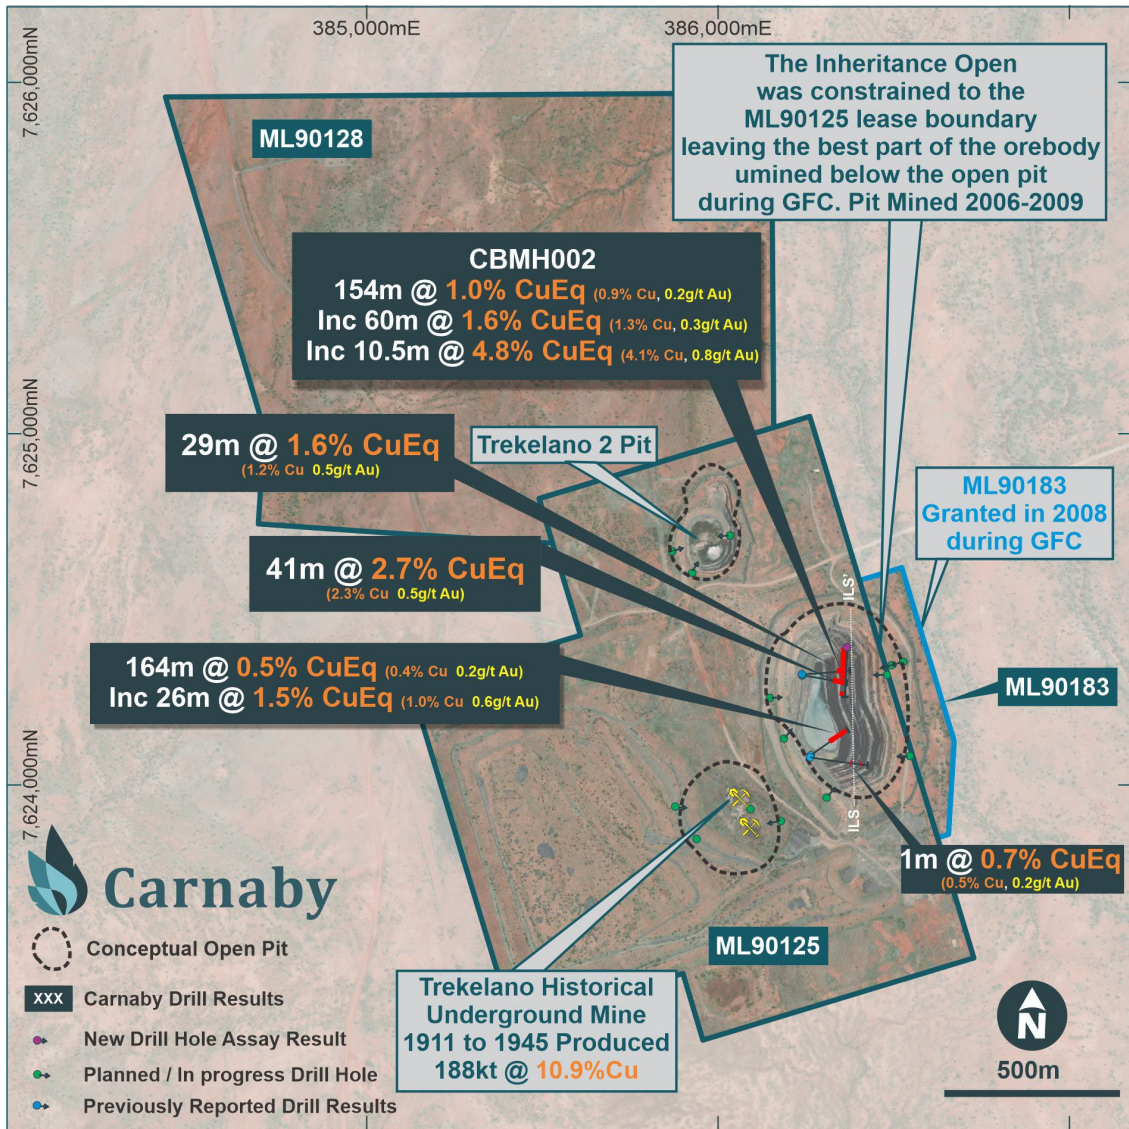 385,000mE
386,000mE
7,626,000mN
7,625,000mN
7,624,000mN
The Inheritance Open
was constrained to the
ML90125 lease boundary
leaving the best part of the orebody
umined below the open pit
during GFC. Pit Mined 2006-2009
ML90128
CBMH002
154m @ 1.0% CuEq (0.9% Cu, 0.2g/t Au)
Inc 60m @ 1.6% CuEq (1.3% Cu, 0.3g/t Au)
Inc 10.5m @ 4.8% CuEq (4.1% Cu, 0.8g/t Au)
29m @ 1.6% CuEq
(1.2% Cu 0.5g/t Au)
Trekelano 2 Pit
ML90183
Granted in 2008
during GFC
41m @ 2.7% CuEq
(2.3% Cu 0.5g/t Au)
ILS'
164m @ 0.5% CuEq (0.4% Cu 0.2g/t Au)
Inc 26m @ 1.5% CuEq (1.0% Cu 0.6g/t Au)
ML90183
ILS
1m @ 0.7% CuEq
(0.5% Cu, 0.2g/t Au)
Carnaby
Conceptual Open Pit
XXX Carnaby Drill Results
New Drill Hole Assay Result
Planned / In progress Drill Hole
Previously Reported Drill Results
ML90125
Trekelano Historical
Underground Mine
1911 to 1945 Produced
188kt @ 10.9%Cu
N
500m